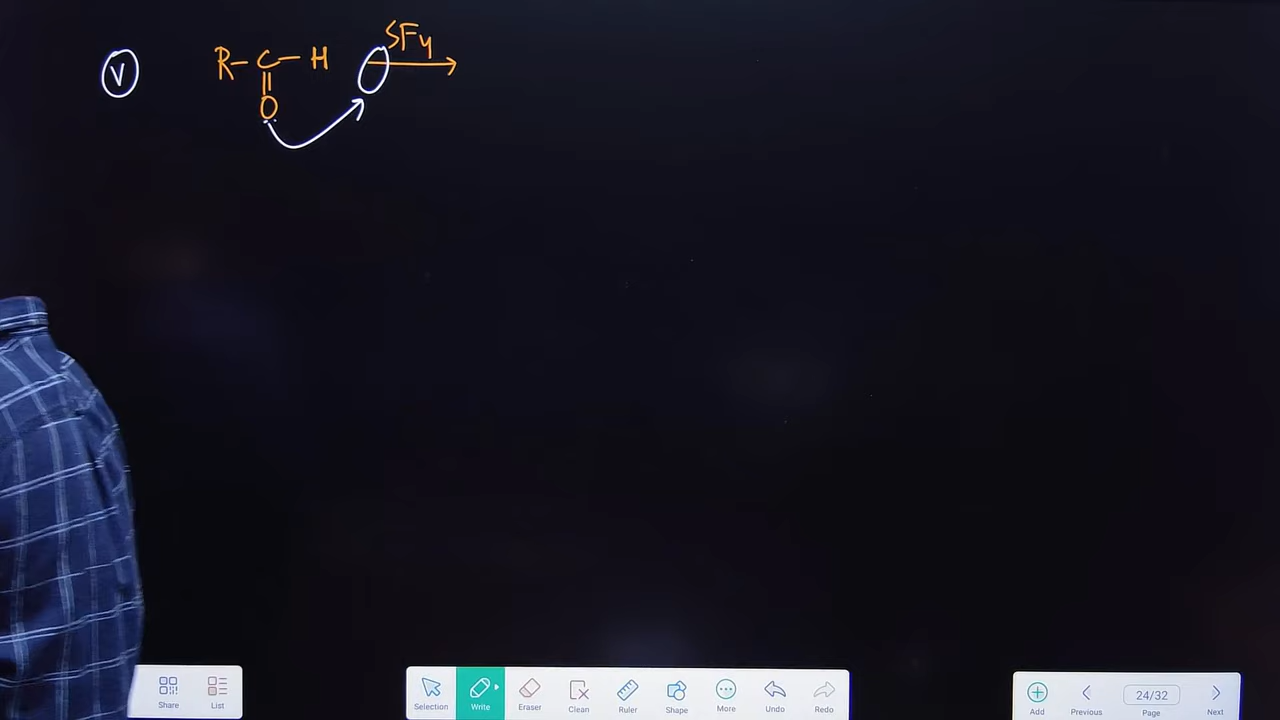 SF4
V R-C-H
||
O
Share List Selection Write Eraser Clean Ruler Shape More Undo Redo Add Previous 24/32 Page Next